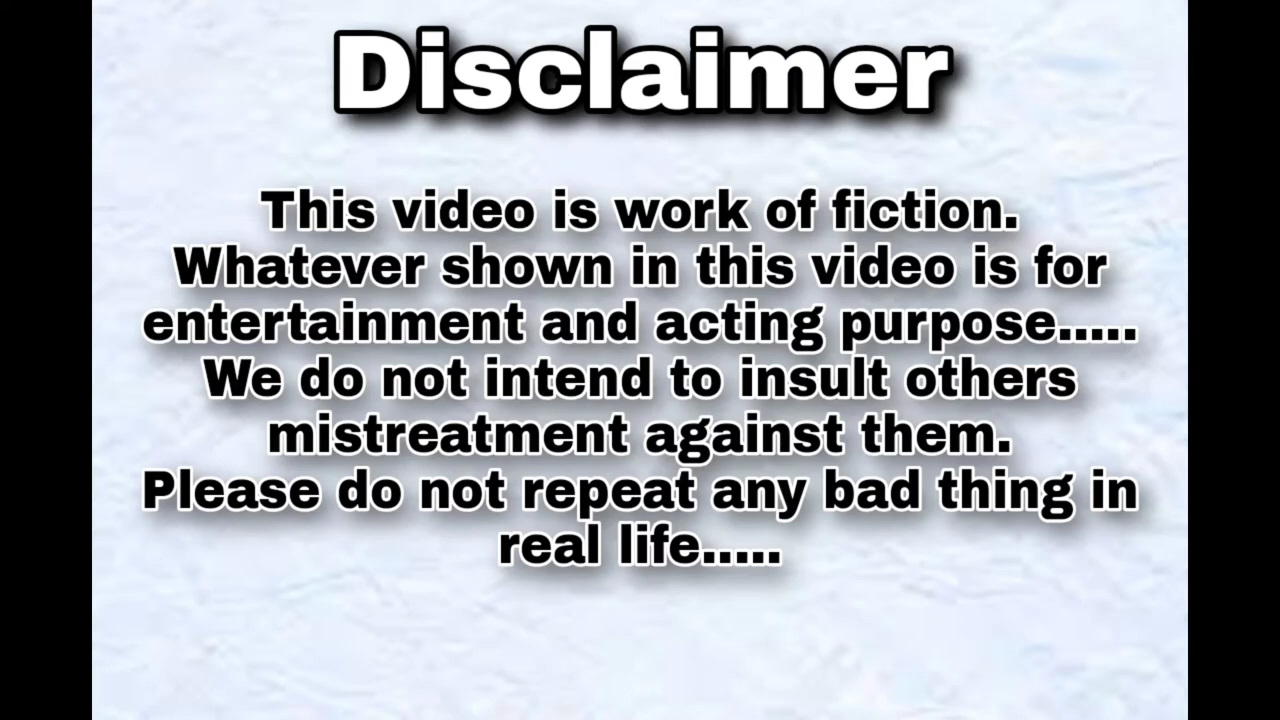 Disclaimer
This video is work of fiction.
Whatever shown in this video is for
entertainment and acting purpose.....
We do not intend to insult others
mistreatment against them.
Please do not repeat any bad thing in
real life.....